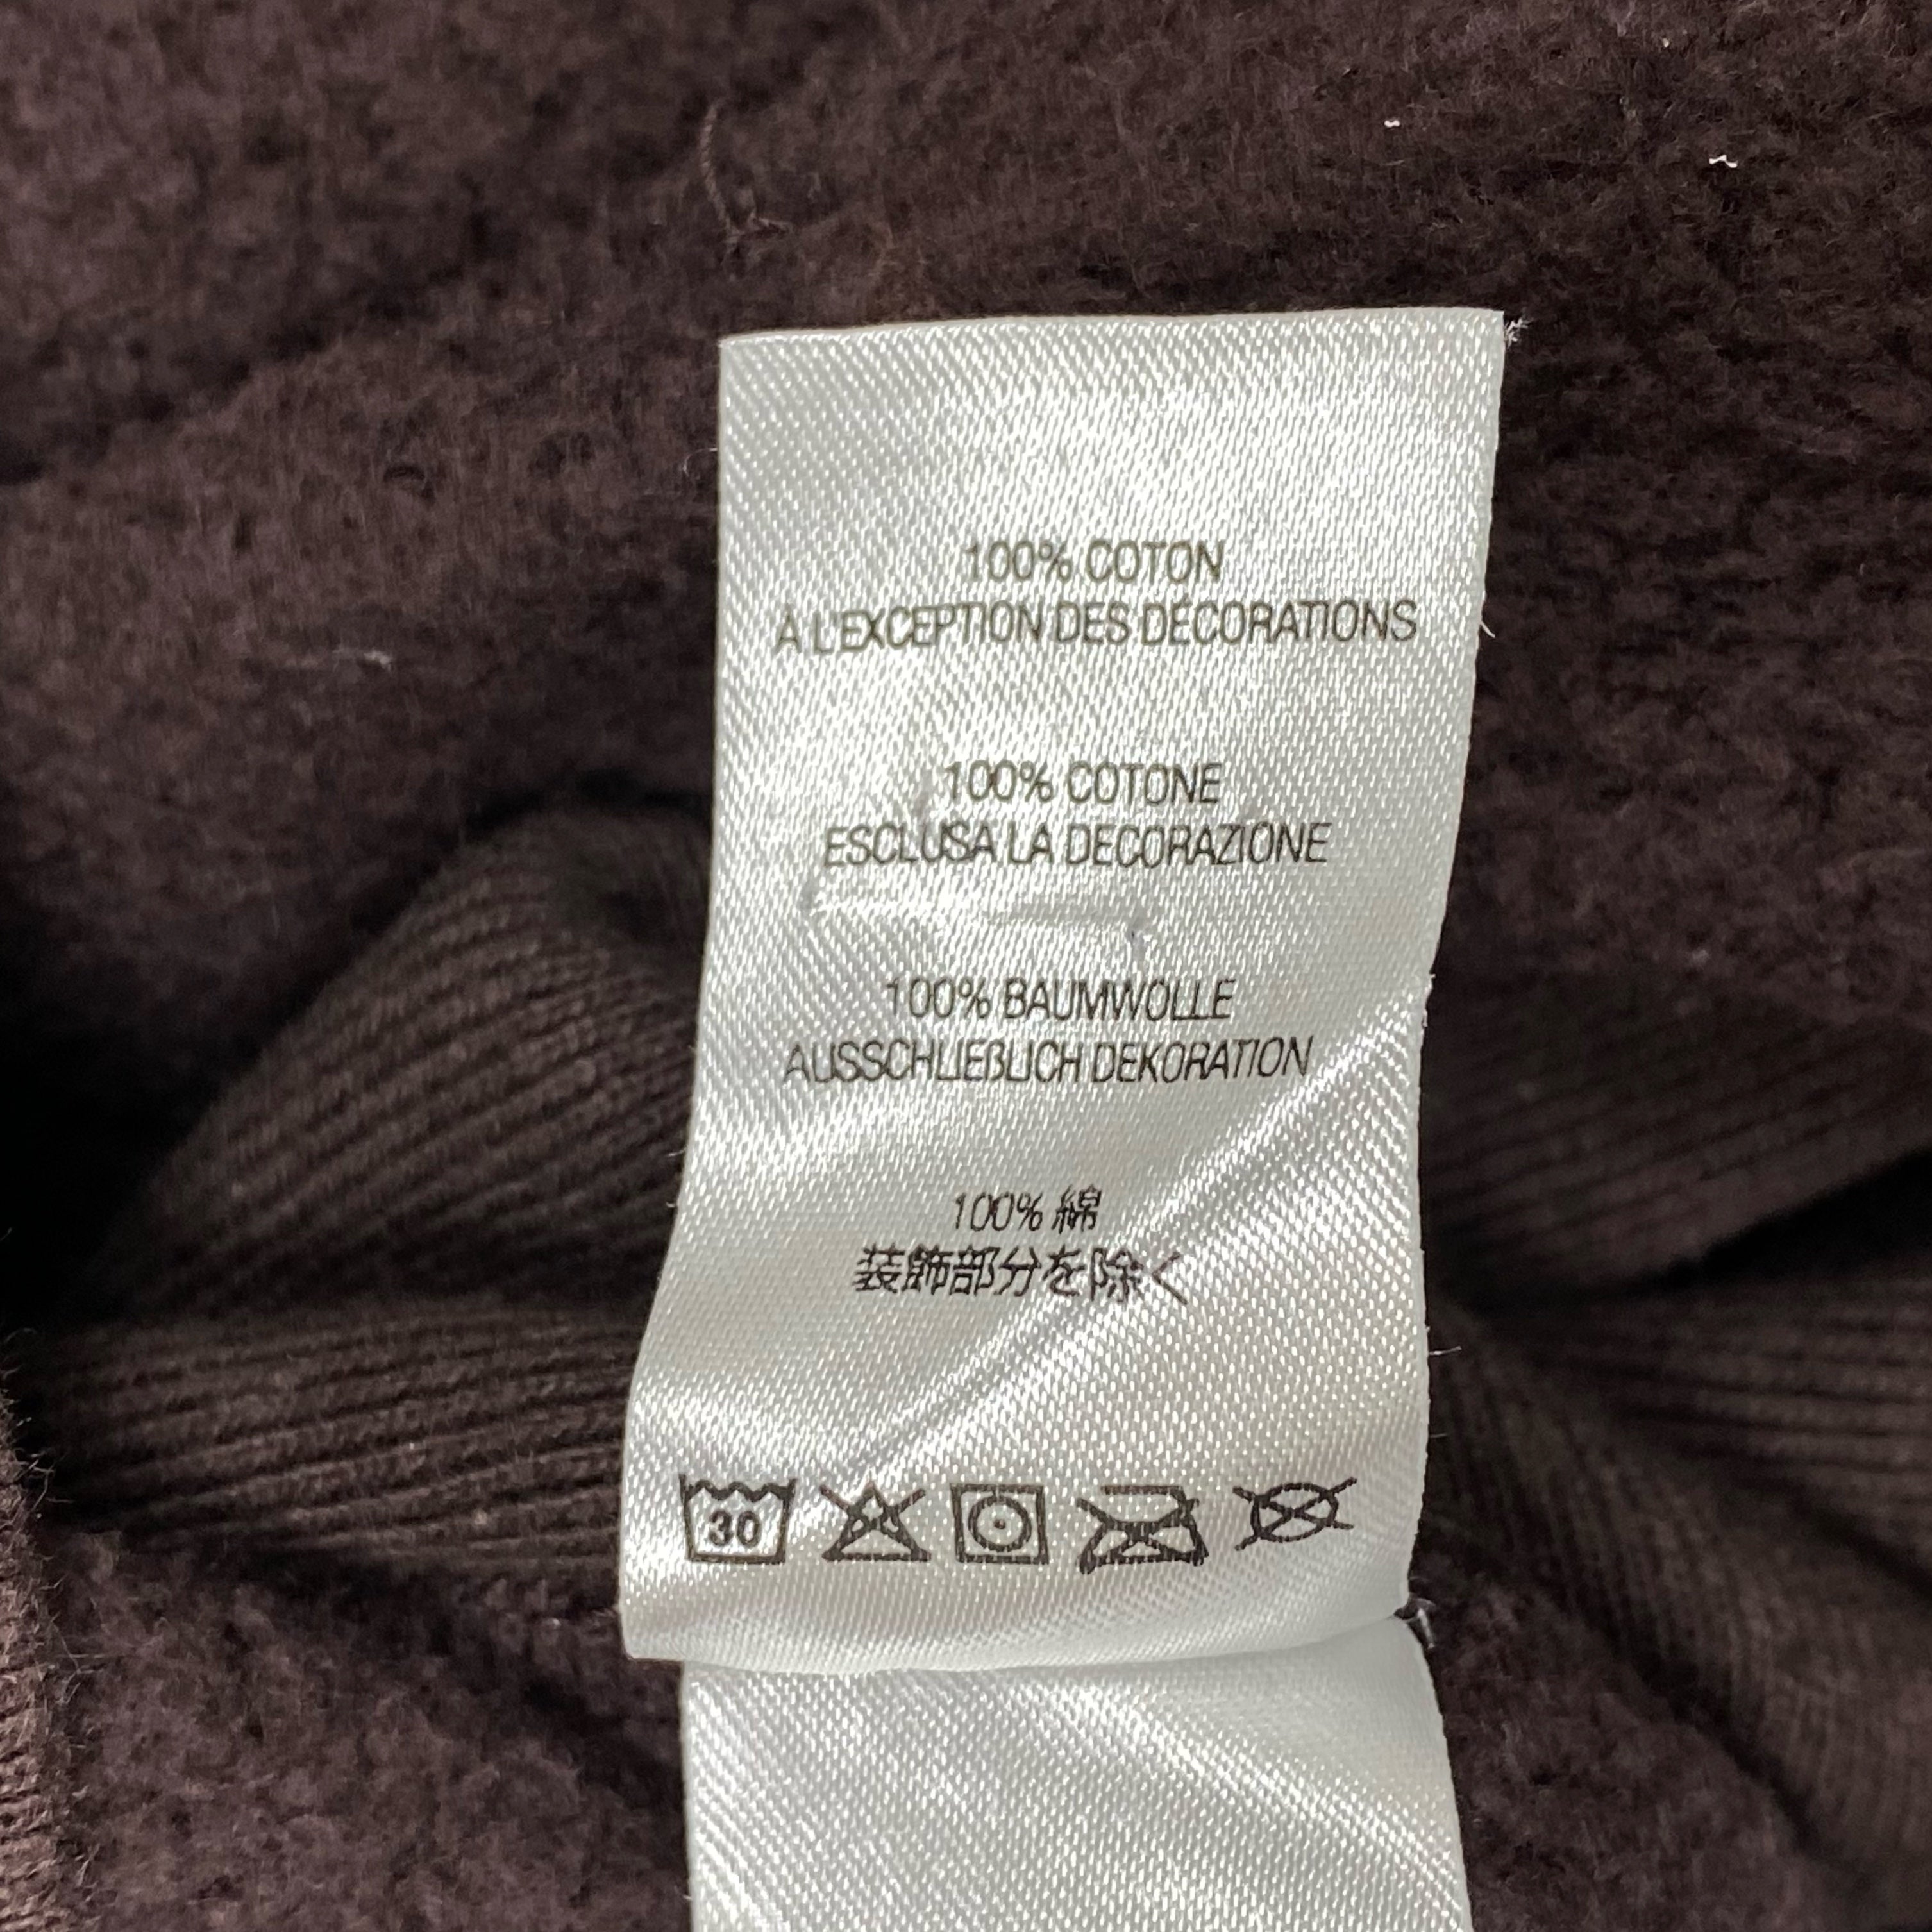 100% COTON
À L'EXCEPTION DES DÉCORATIONS
100% COTONE
ESCLUSA LA DECORAZIONE
100% BAUMWOLLE
AUSSCHLIEßLICH DEKORATION
100% 綿
装飾部分を除く
30